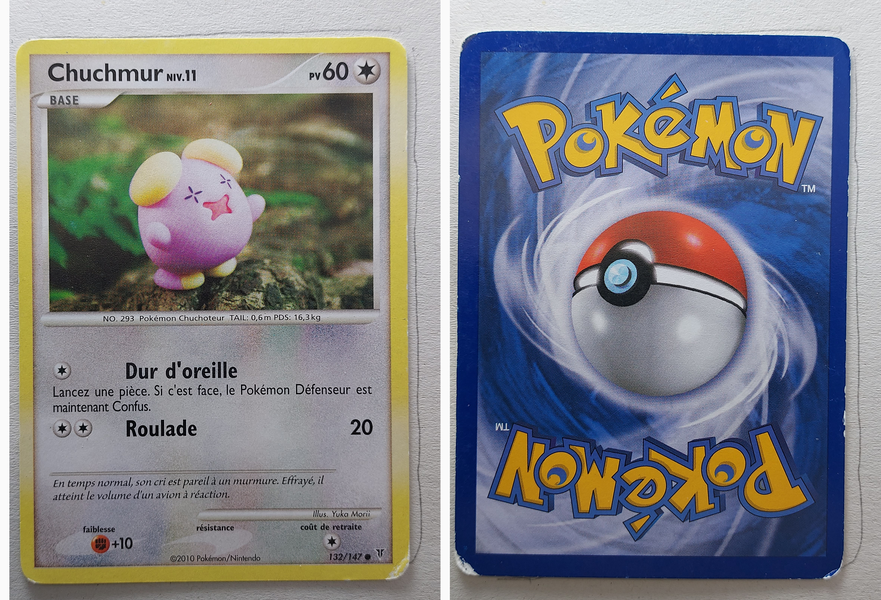 Chuchmur NIV.11 PV 60
BASE
NO. 293 Pokémon Chuchoteur TAIL: 0,6m PDS: 16,3kg
Dur d'oreille
Lancez une pièce. Si c'est face, le Pokémon Défenseur est
maintenant Confus.
Roulade 20
En temps normal, son cri est pareil à un murmure. Effrayé, il
atteint le volume d'un avion à réaction.
Illus. Yuka Morii
faiblesse résistance coût de retraite
+10
©2010 Pokémon/Nintendo 132/147
POKéMON
TM
TM
POKéMON